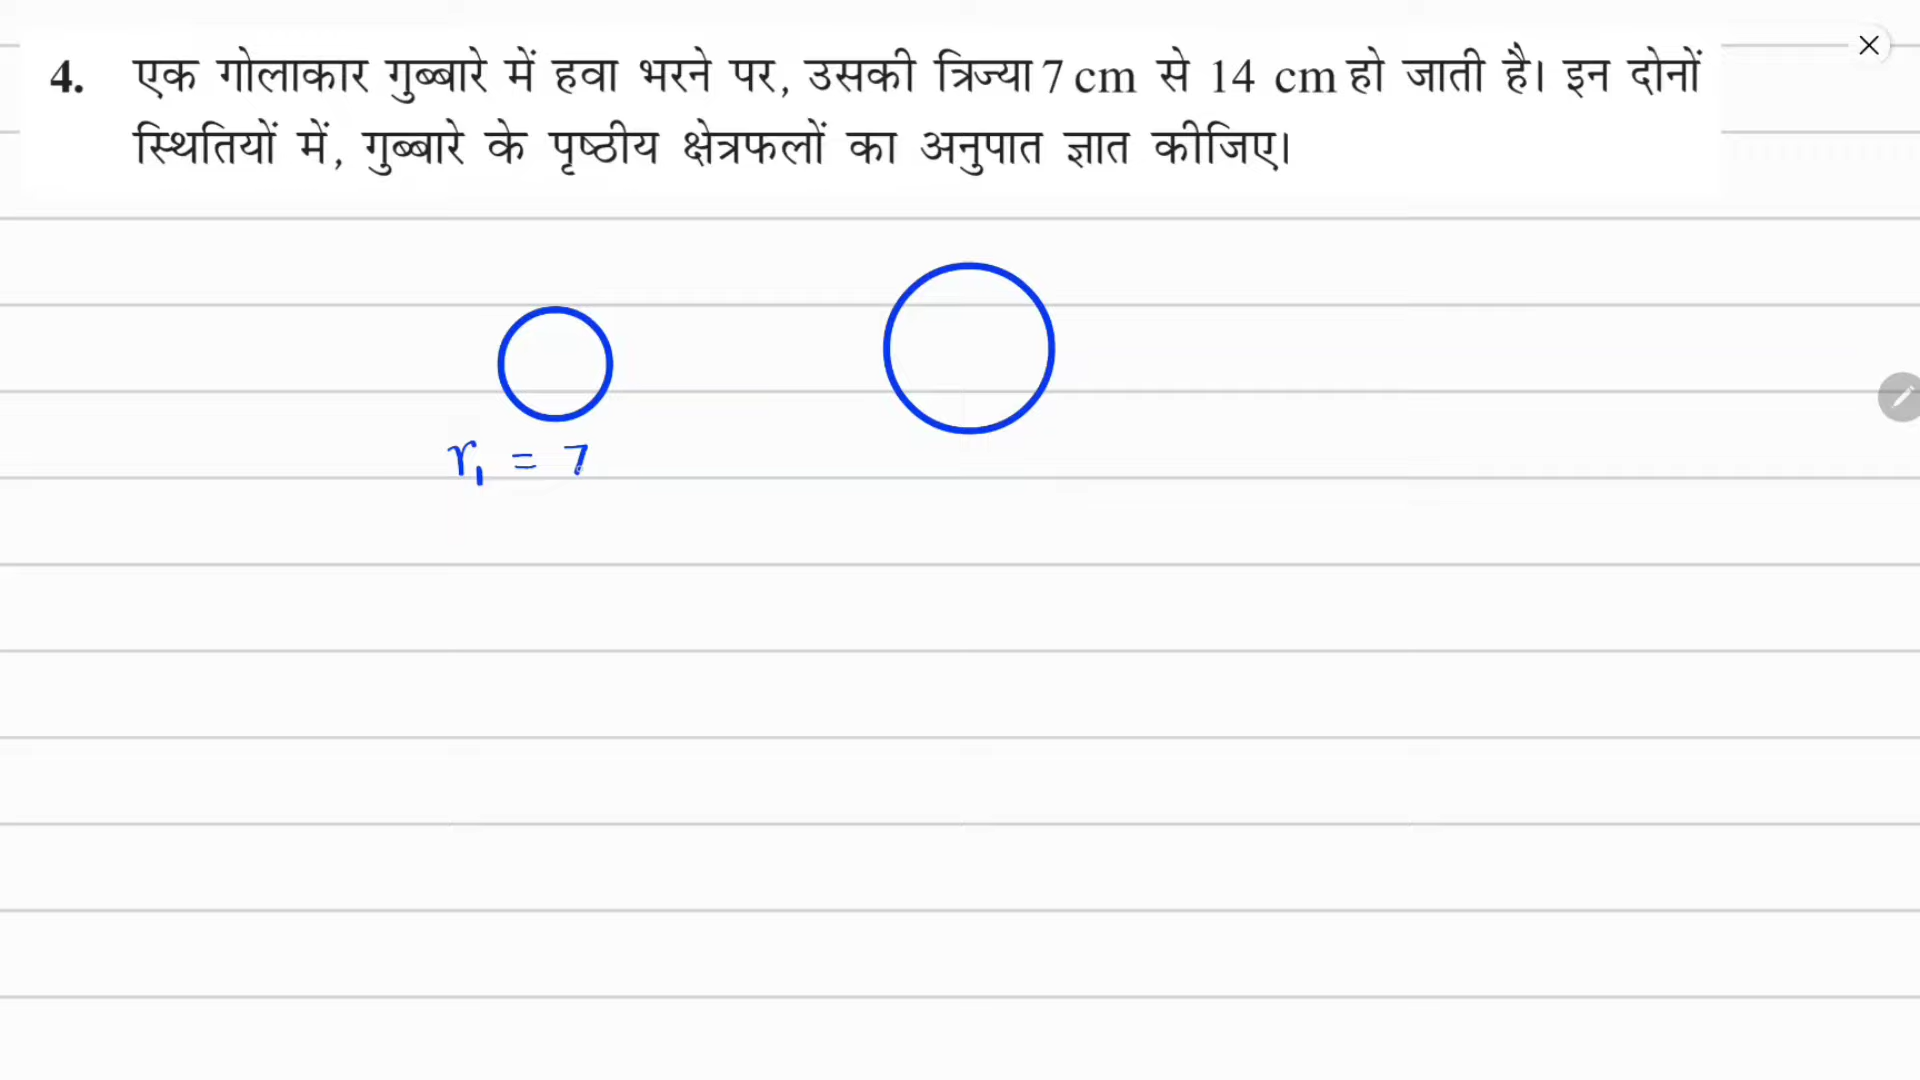 4. एक गोलाकार गुब्बारे में हवा भरने पर, उसकी त्रिज्या 7 cm से 14 cm हो जाती है। इन दोनों
स्थितियों में, गुब्बारे के पृष्ठीय क्षेत्रफलों का अनुपात ज्ञात कीजिए।
r₁ = 7